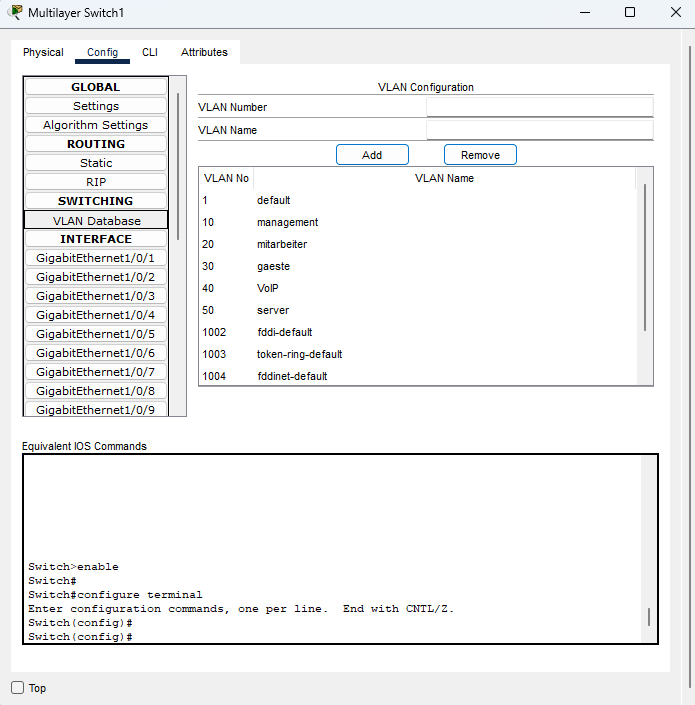 Multilayer Switch1
Physical Config CLI Attributes
GLOBAL
Settings
Algorithm Settings
ROUTING
Static
RIP
SWITCHING
VLAN Database
INTERFACE
GigabitEthernet1/0/1
GigabitEthernet1/0/2
GigabitEthernet1/0/3
GigabitEthernet1/0/4
GigabitEthernet1/0/5
GigabitEthernet1/0/6
GigabitEthernet1/0/7
GigabitEthernet1/0/8
GigabitEthernet1/0/9
VLAN Configuration
VLAN Number
VLAN Name
Add Remove
VLAN No VLAN Name
1 default
10 management
20 mitarbeiter
30 gaeste
40 VoIP
50 server
1002 fddi-default
1003 token-ring-default
1004 fddinet-default
Equivalent IOS Commands
Switch>enable
Switch#
Switch#configure terminal
Enter configuration commands, one per line.  End with CNTL/Z.
Switch(config)#
Switch(config)#
Top